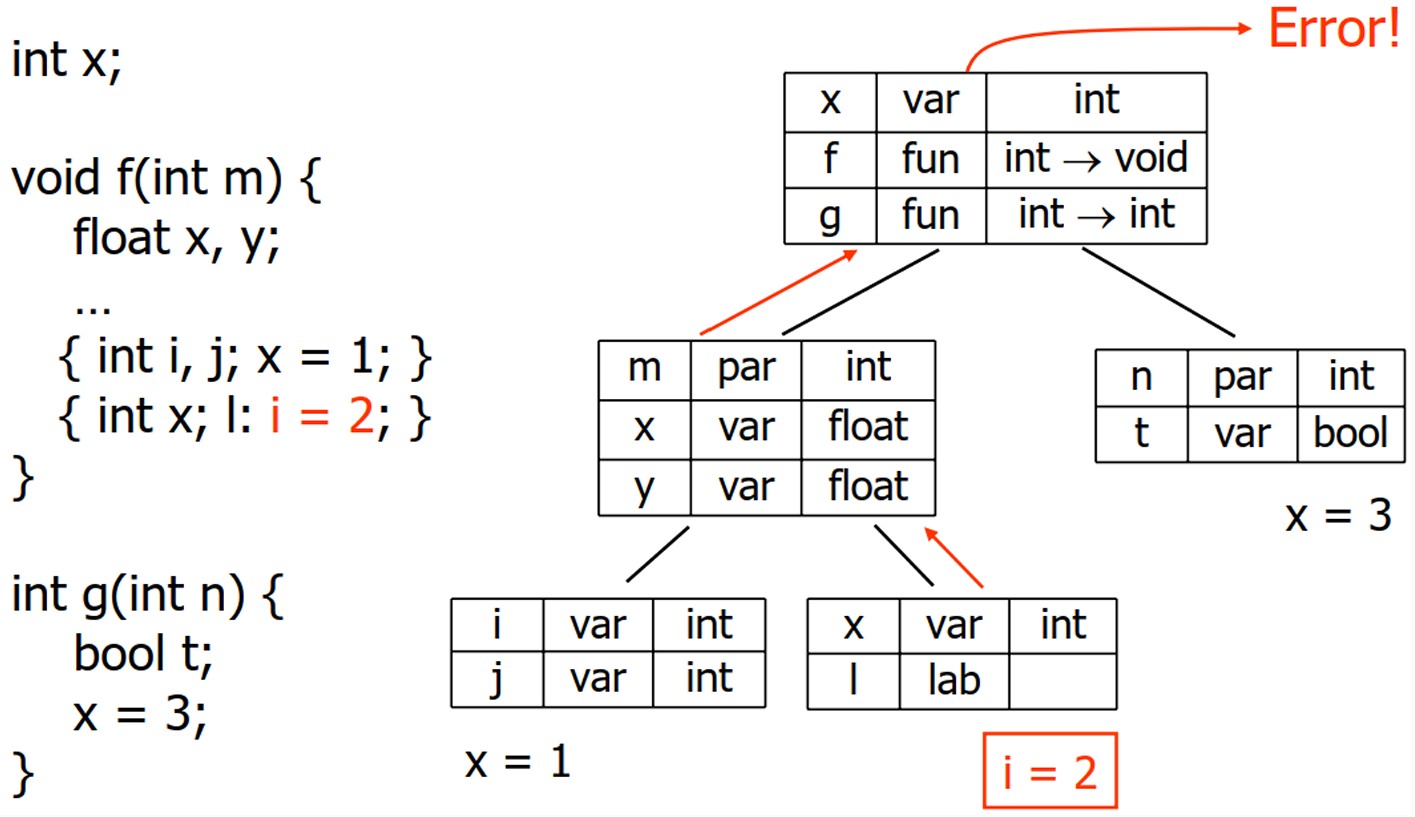 int x;
void f(int m) {
float x, y;
...
{ int i, j; x = 1; }
{ int x; l: i = 2; }
}
int g(int n) {
bool t;
x = 3;
}
Error!
x var int
f fun int → void
g fun int → int
m par int
x var float
y var float
n par int
t var bool
x = 3
i var int
j var int
x = 1
x var int
l lab
i = 2